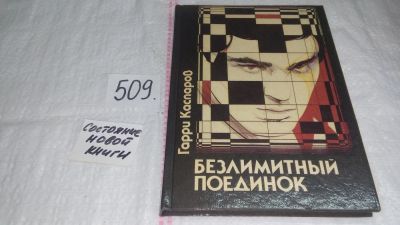 509.
СОСТОЯНИЕ
НОВОЙ
КНИГИ
Гарри Каспаров
БЕЗЛИМИТНЫЙ
ПОЕДИНОК